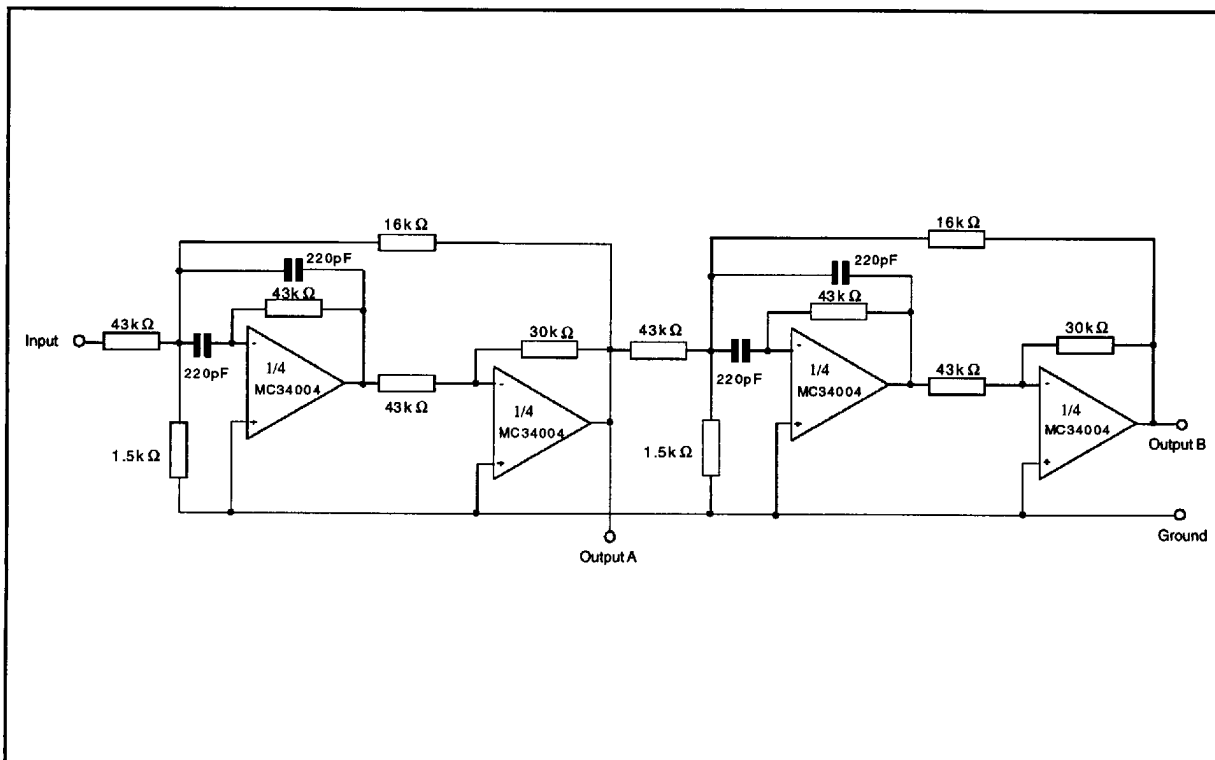 16kΩ
16kΩ
220pF
220pF
43kΩ
43kΩ
Input
43kΩ
30kΩ
43kΩ
30kΩ
220pF
1/4
MC34004
43kΩ
1/4
MC34004
220pF
1/4
MC34004
43kΩ
1/4
MC34004
1.5kΩ
1.5kΩ
Output B
Output A
Ground
-
+
-
+
-
+
-
+